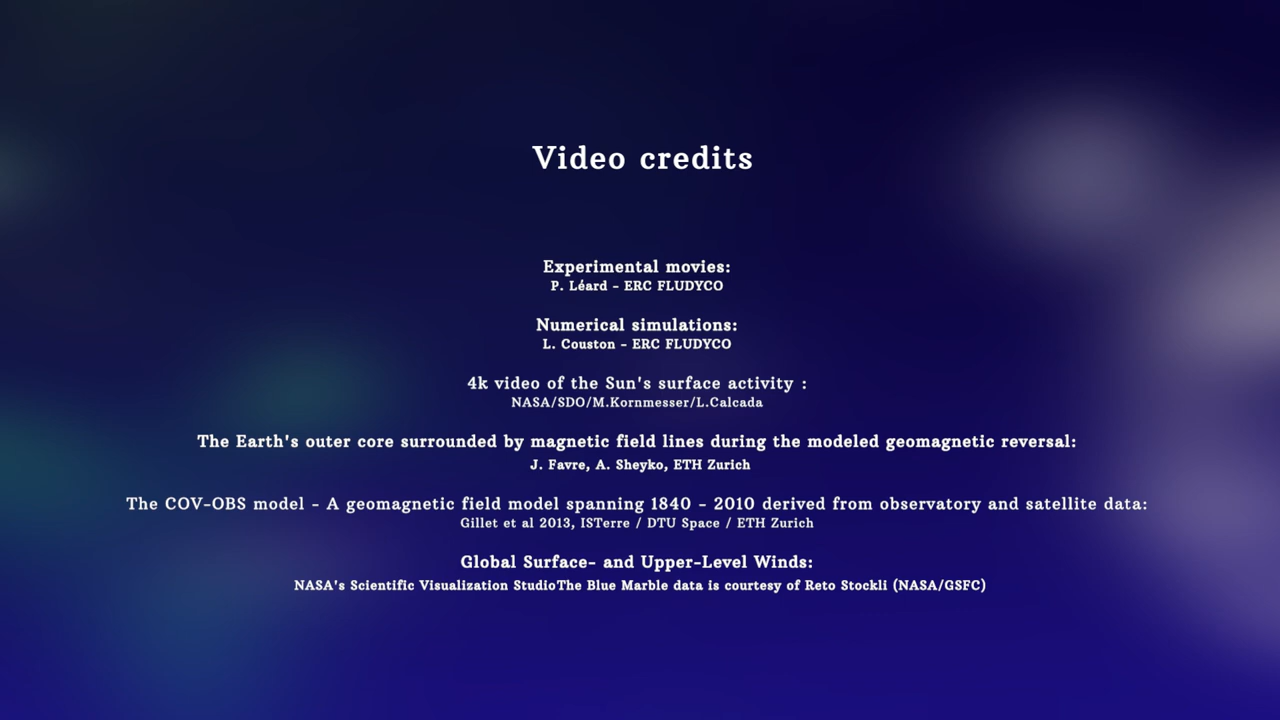 Video credits
Experimental movies:
P. Léard - ERC FLUDYCO
Numerical simulations:
L. Couston - ERC FLUDYCO
4k video of the Sun's surface activity :
NASA/SDO/M.Kornmesser/L.Calcada
The Earth's outer core surrounded by magnetic field lines during the modeled geomagnetic reversal:
J. Favre, A. Sheyko, ETH Zurich
The COV-OBS model - A geomagnetic field model spanning 1840 - 2010 derived from observatory and satellite data:
Gillet et al 2013, ISTerre / DTU Space / ETH Zurich
Global Surface- and Upper-Level Winds:
NASA's Scientific Visualization StudioThe Blue Marble data is courtesy of Reto Stockli (NASA/GSFC)